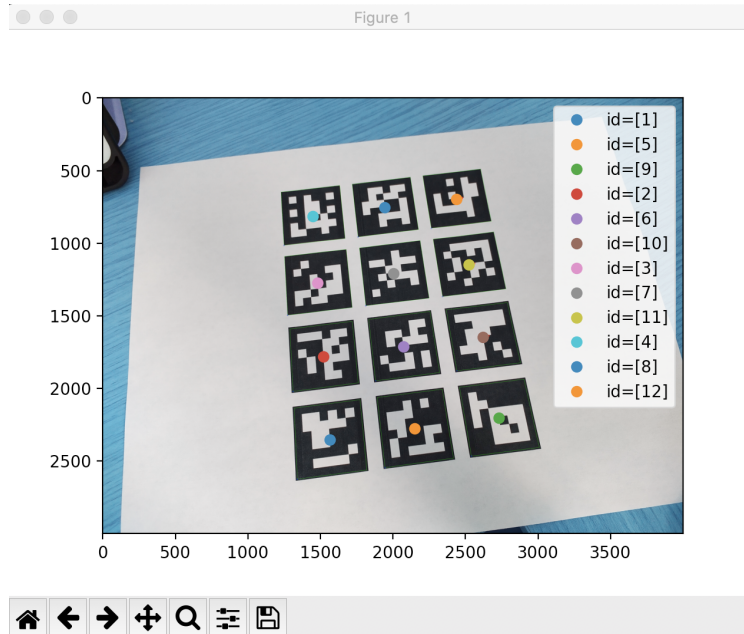 Figure 1
0
500
1000
1500
2000
2500
0 500 1000 1500 2000 2500 3000 3500
id=[1]
id=[5]
id=[9]
id=[2]
id=[6]
id=[10]
id=[3]
id=[7]
id=[11]
id=[4]
id=[8]
id=[12]